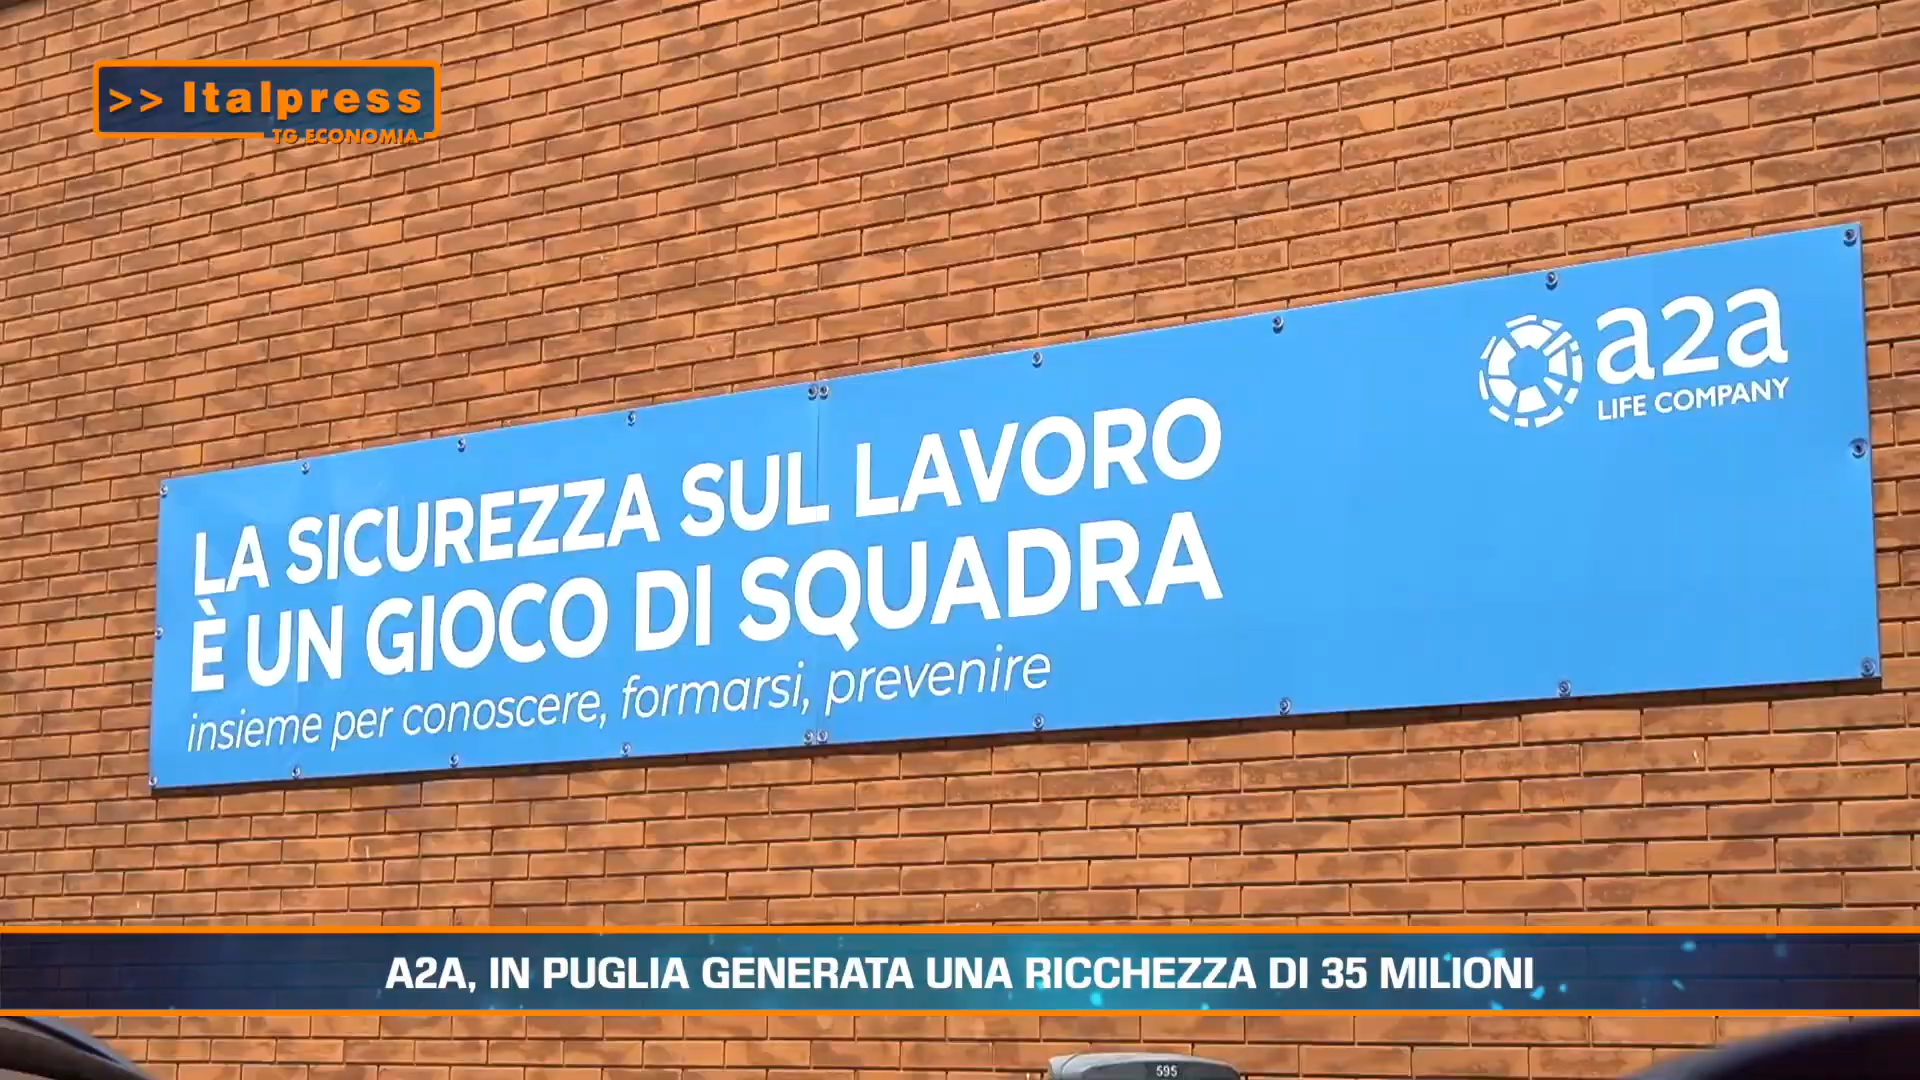 >> Italpress
TG ECONOMIA
a2a
LIFE COMPANY
LA SICUREZZA SUL LAVORO
È UN GIOCO DI SQUADRA
insieme per conoscere, formarsi, prevenire
A2A, IN PUGLIA GENERATA UNA RICCHEZZA DI 35 MILIONI
595